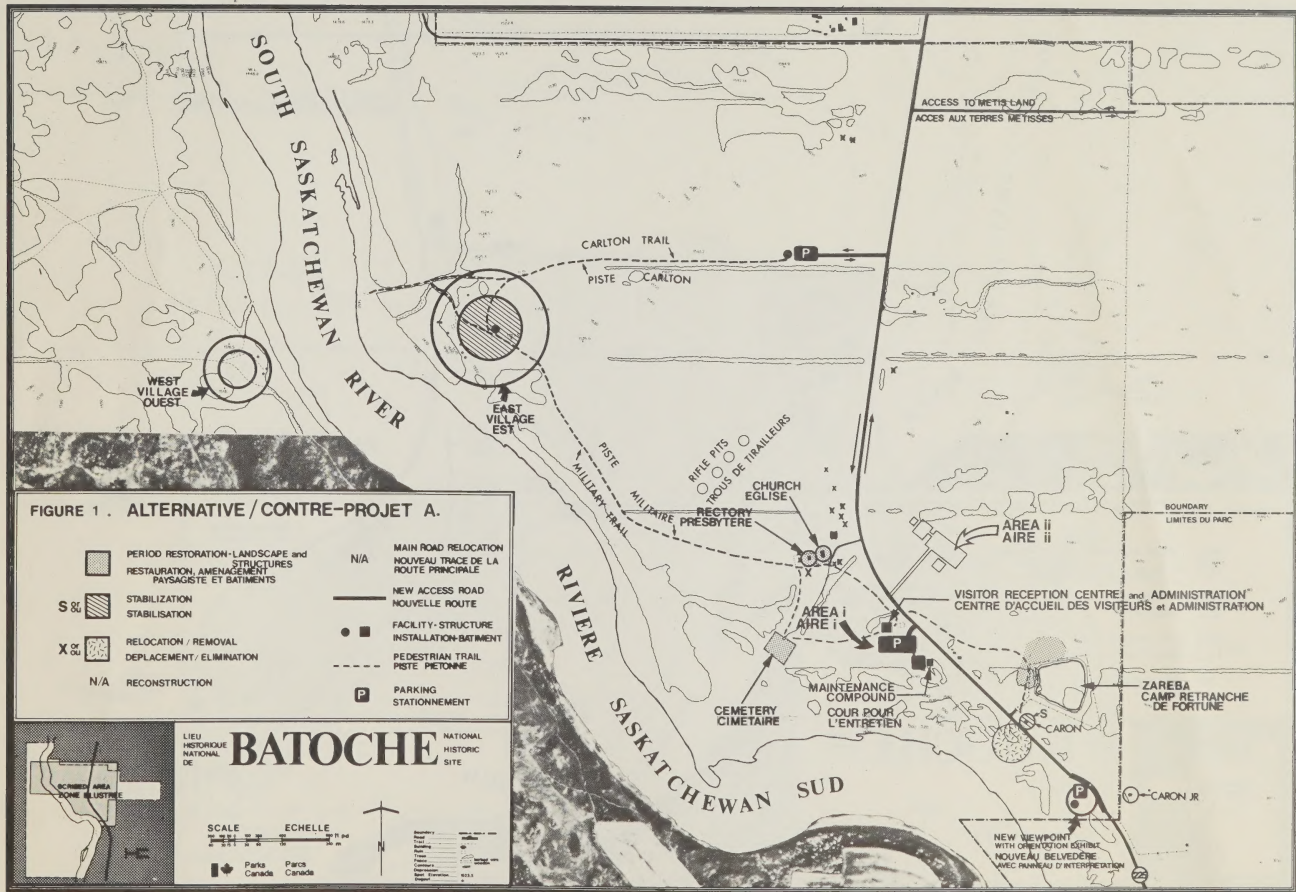 SOUTH SASKATCHEWAN RIVER
RIVIERE SASKATCHEWAN SUD
ACCESS TO METIS LAND
ACCES AUX TERRES METISSES
CARLTON TRAIL
PISTE CARLTON
P
WEST
VILLAGE
OUEST
EAST
VILLAGE
EST
PISTE MILITAIRE
MILITARY TRAIL
RIFLE PITS
TROUS DE TIRAILLEURS
CHURCH
EGLISE
RECTORY
PRESBYTERE
BOUNDARY
LIMITES DU PARC
AREA ii
AIRE ii
VISITOR RECEPTION CENTRE and ADMINISTRATION
CENTRE D'ACCUEIL DES VISITEURS et ADMINISTRATION
AREA i
AIRE i
P
MAINTENANCE
COMPOUND
COUR POUR
L'ENTRETIEN
CEMETERY
CIMETAIRE
ZAREBA
CAMP RETRANCHE
DE FORTUNE
S
CARON
P
CARON JR
NEW VIEWPOINT
WITH ORIENTATION EXHIBIT
NOUVEAU BELVEDERE
AVEC PANNEAU D'INTERPRETATION
225
FIGURE 1. ALTERNATIVE/CONTRE-PROJET A.
PERIOD RESTORATION-LANDSCAPE and
STRUCTURES
RESTAURATION, AMENAGEMENT
PAYSAGISTE ET BATIMENTS
S or ou
STABILIZATION
STABILISATION
X or ou
RELOCATION / REMOVAL
DEPLACEMENT / ELIMINATION
N/A RECONSTRUCTION
N/A
MAIN ROAD RELOCATION
NOUVEAU TRACE DE LA
ROUTE PRINCIPALE
NEW ACCESS ROAD
NOUVELLE ROUTE
FACILITY-STRUCTURE
INSTALLATION-BATIMENT
PEDESTRIAN TRAIL
PISTE PIETONNE
P
PARKING
STATIONNEMENT
LIEU
HISTORIQUE
NATIONAL
DE
BATOCHE
NATIONAL
HISTORIC
SITE
SCRIBED AREA
ZONE ILLUSTREE
SCALE ECHELLE
N
Parks
Canada
Parcs
Canada